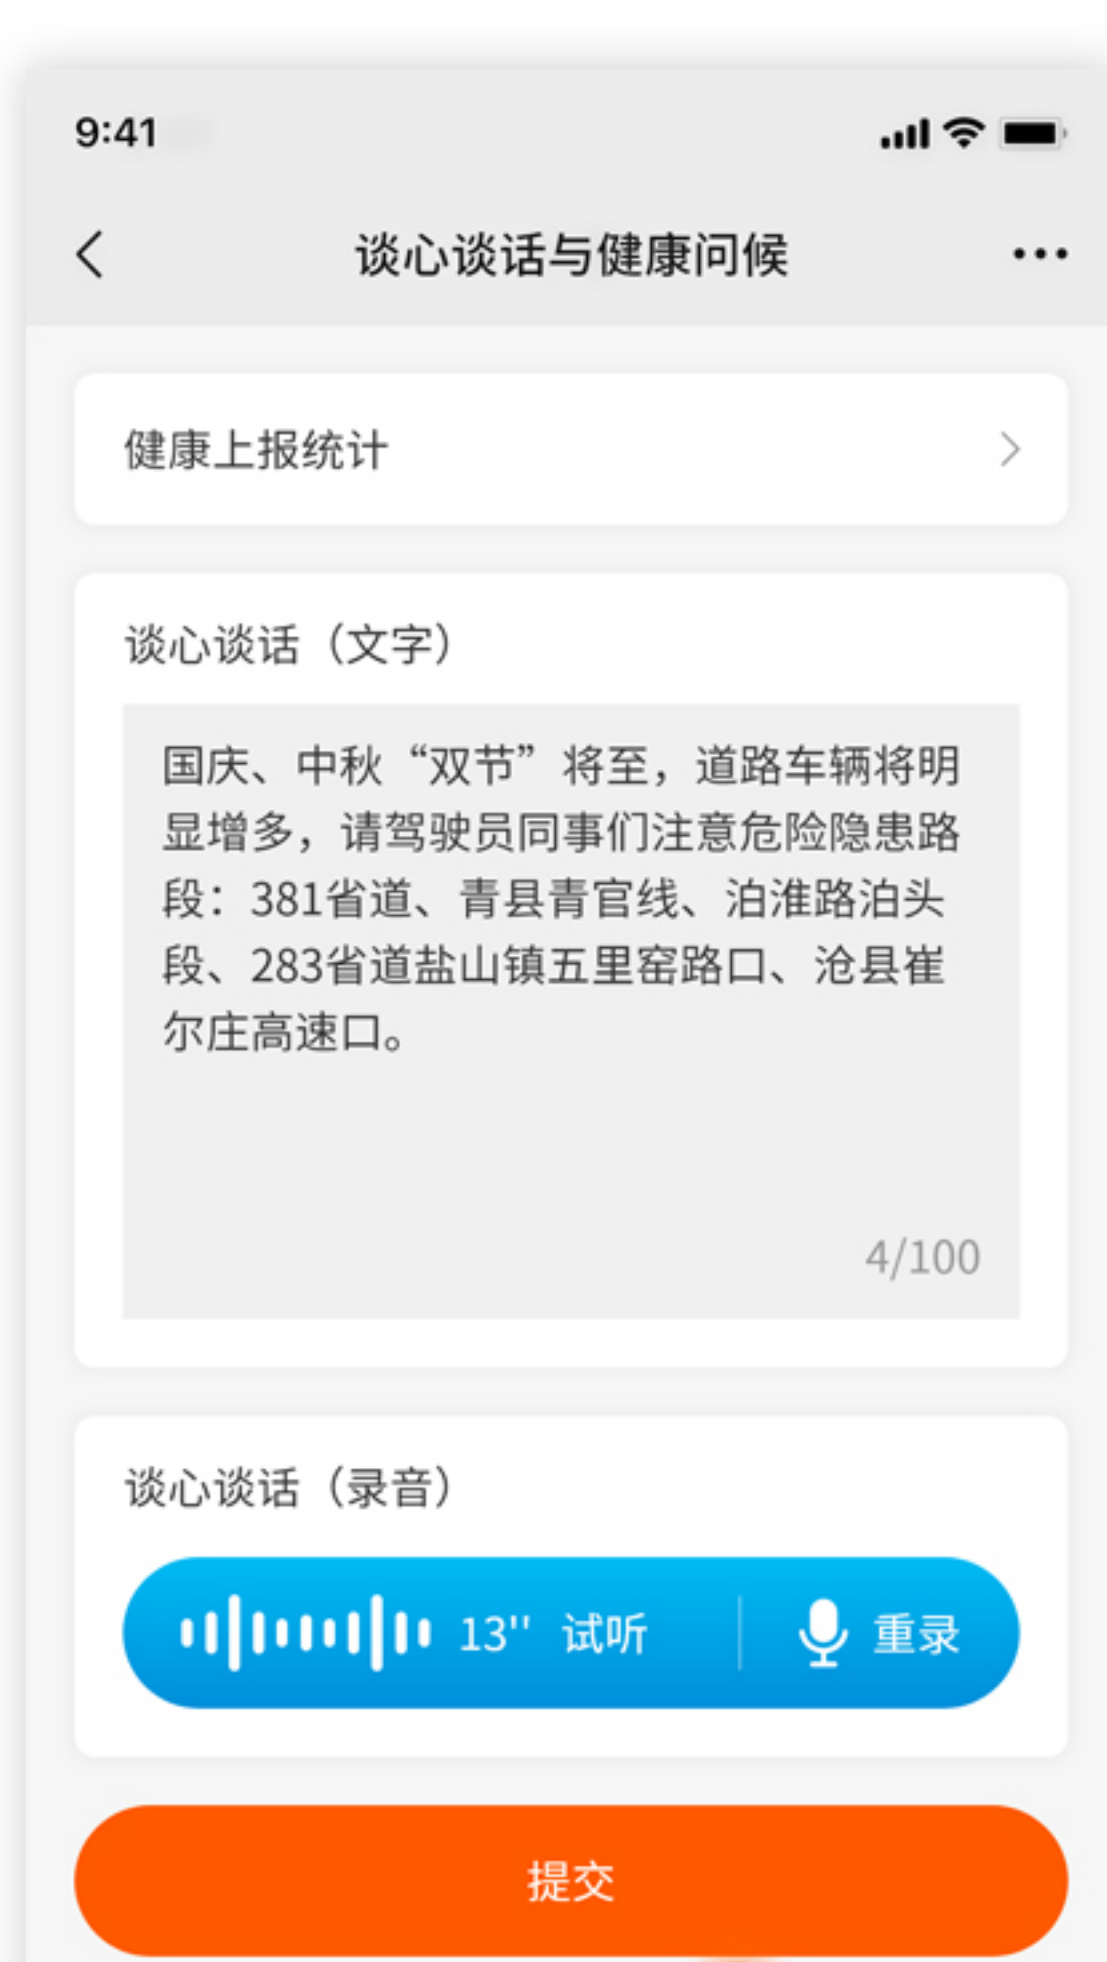 9:41
谈心谈话与健康问候
健康上报统计
谈心谈话（文字）
国庆、中秋“双节”将至，道路车辆将明
显增多，请驾驶员同事们注意危险隐患路
段：381省道、青县青官线、泊淮路泊头
段、283省道盐山镇五里窑路口、沧县崔
尔庄高速口。
4/100
谈心谈话（录音）
13'' 试听 重录
提交